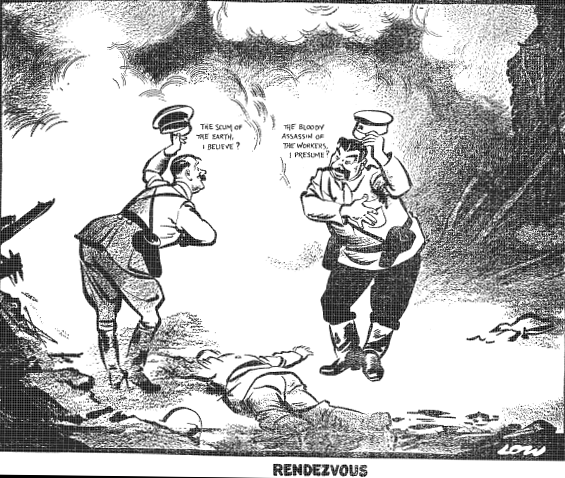 THE SCUM OF
THE EARTH,
I BELIEVE?
THE BLOODY
ASSASSIN OF
THE WORKERS,
I PRESUME?
LOW
RENDEZVOUS